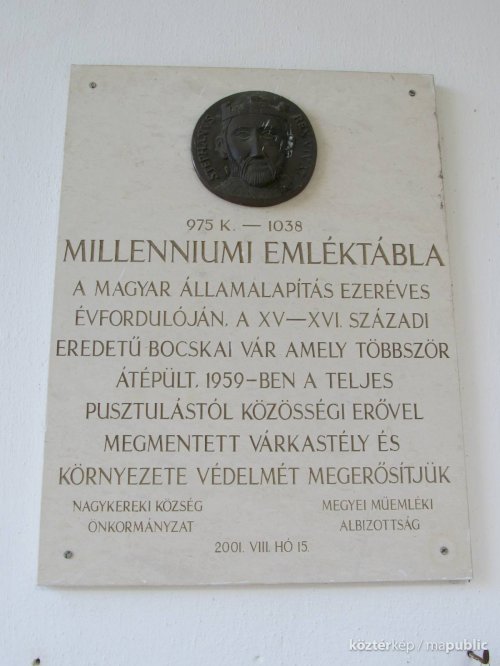 STEPHANUS
975 K. — 1038
MILLENNIUMI EMLÉKTÁBLA
A MAGYAR ÁLLAMALAPÍTÁS EZERÉVES
ÉVFORDULÓJÁN, A XV—XVI. SZÁZADI
EREDETŰ BOCSKAI VÁR AMELY TÖBBSZÖR
ÁTÉPÜLT, 1959-BEN A TELJES
PUSZTULÁSTÓL KÖZÖSSÉGI ERŐVEL
MEGMENTETT VÁRKASTÉLY ÉS
KÖRNYEZETE VÉDELMÉT MEGERŐSÍTJÜK
NAGYKEREKI KÖZSÉG
ÖNKORMÁNYZAT
MEGYEI MŰEMLÉKI
ALBIZOTTSÁG
2001. VIII. HÓ 15.
köztérkép / mapublic